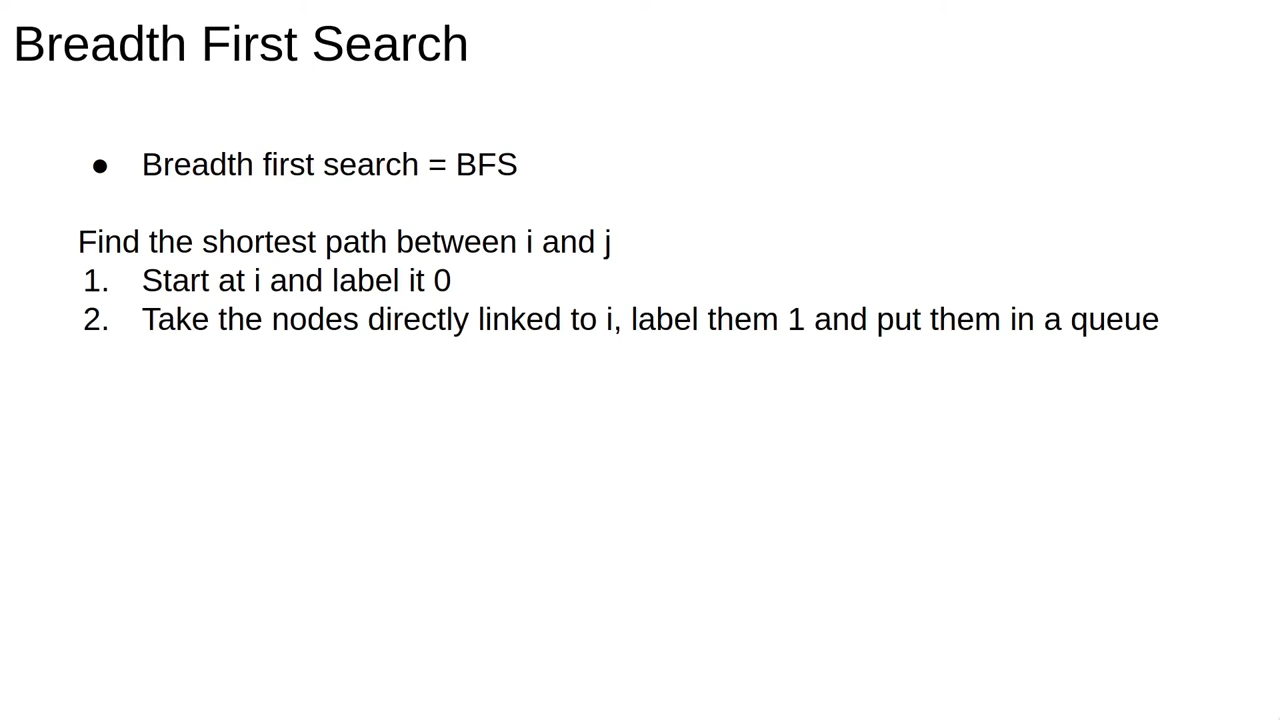 Breadth First Search
● Breadth first search = BFS
Find the shortest path between i and j
1. Start at i and label it 0
2. Take the nodes directly linked to i, label them 1 and put them in a queue